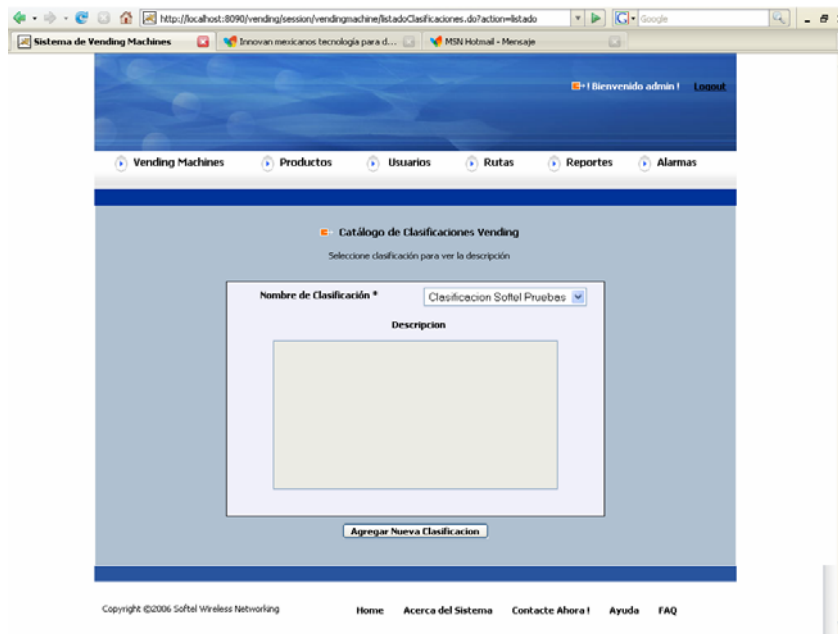 http://localhost:8090/vending/session/vendingmachine/listadoClasificaciones.do?action=listado
Google
Sistema de Vending Machines
Innovan mexicanos tecnología para d...
MSN Hotmail - Mensaje
! Bienvenido admin !
Logout
Vending Machines
Productos
Usuarios
Rutas
Reportes
Alarmas
Catálogo de Clasificaciones Vending
Seleccione clasificación para ver la descripción
Nombre de Clasificación *
Clasificacion Softel Pruebas
Descripcion
Agregar Nueva Clasificacion
Copyright ©2006 Softel Wireless Networking
Home
Acerca del Sistema
Contacte Ahora !
Ayuda
FAQ